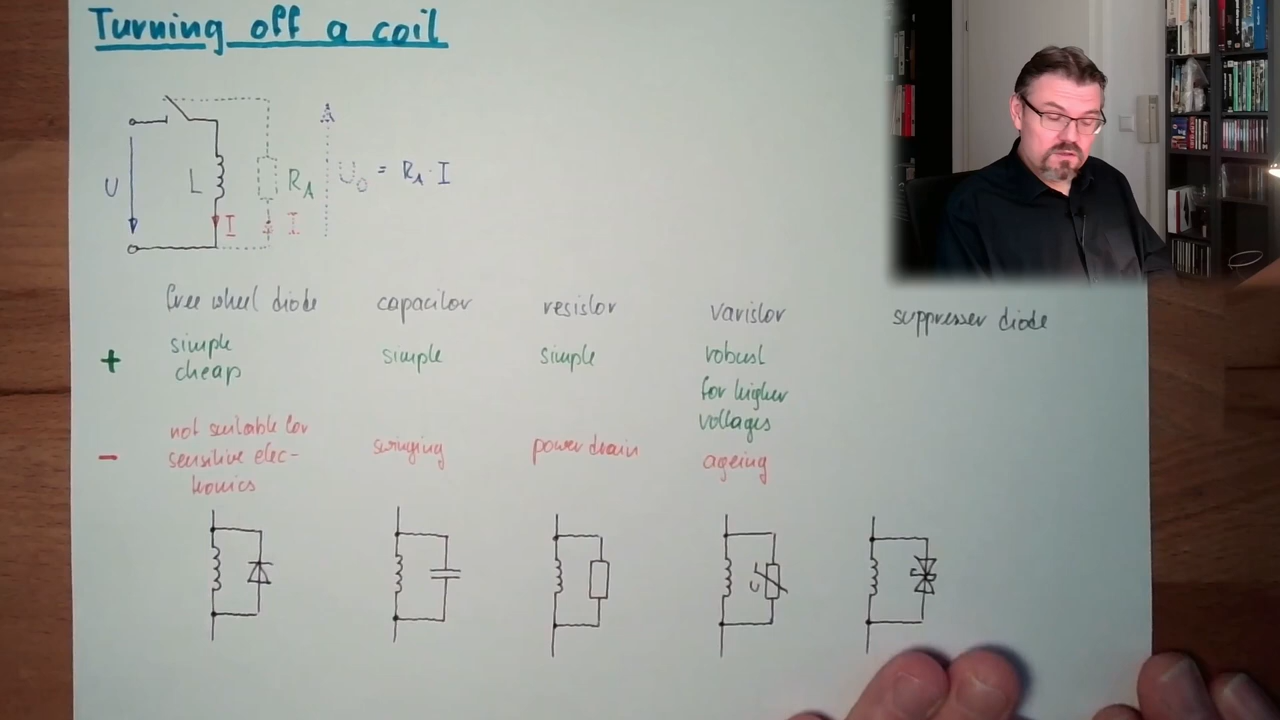 Turning off a coil
U
L
I
R_A
I
U_0 = R_A · I
free wheel diode
capacitor
resistor
varistor
suppresser diode
+
simple
cheap
simple
simple
robust
for higher
voltages
-
not suitable for
sensitive elec-
tronics
swinging
power drain
ageing
U